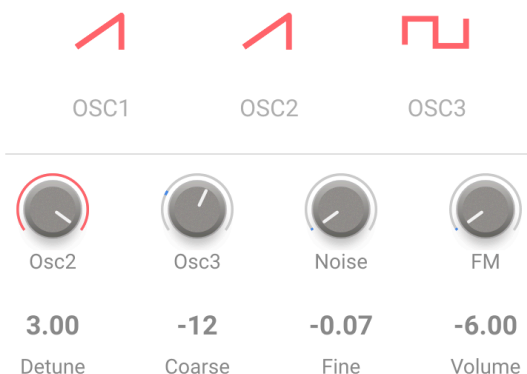 OSC1 OSC2 OSC3
Osc2 Osc3 Noise FM
3.00 -12 -0.07 -6.00
Detune Coarse Fine Volume